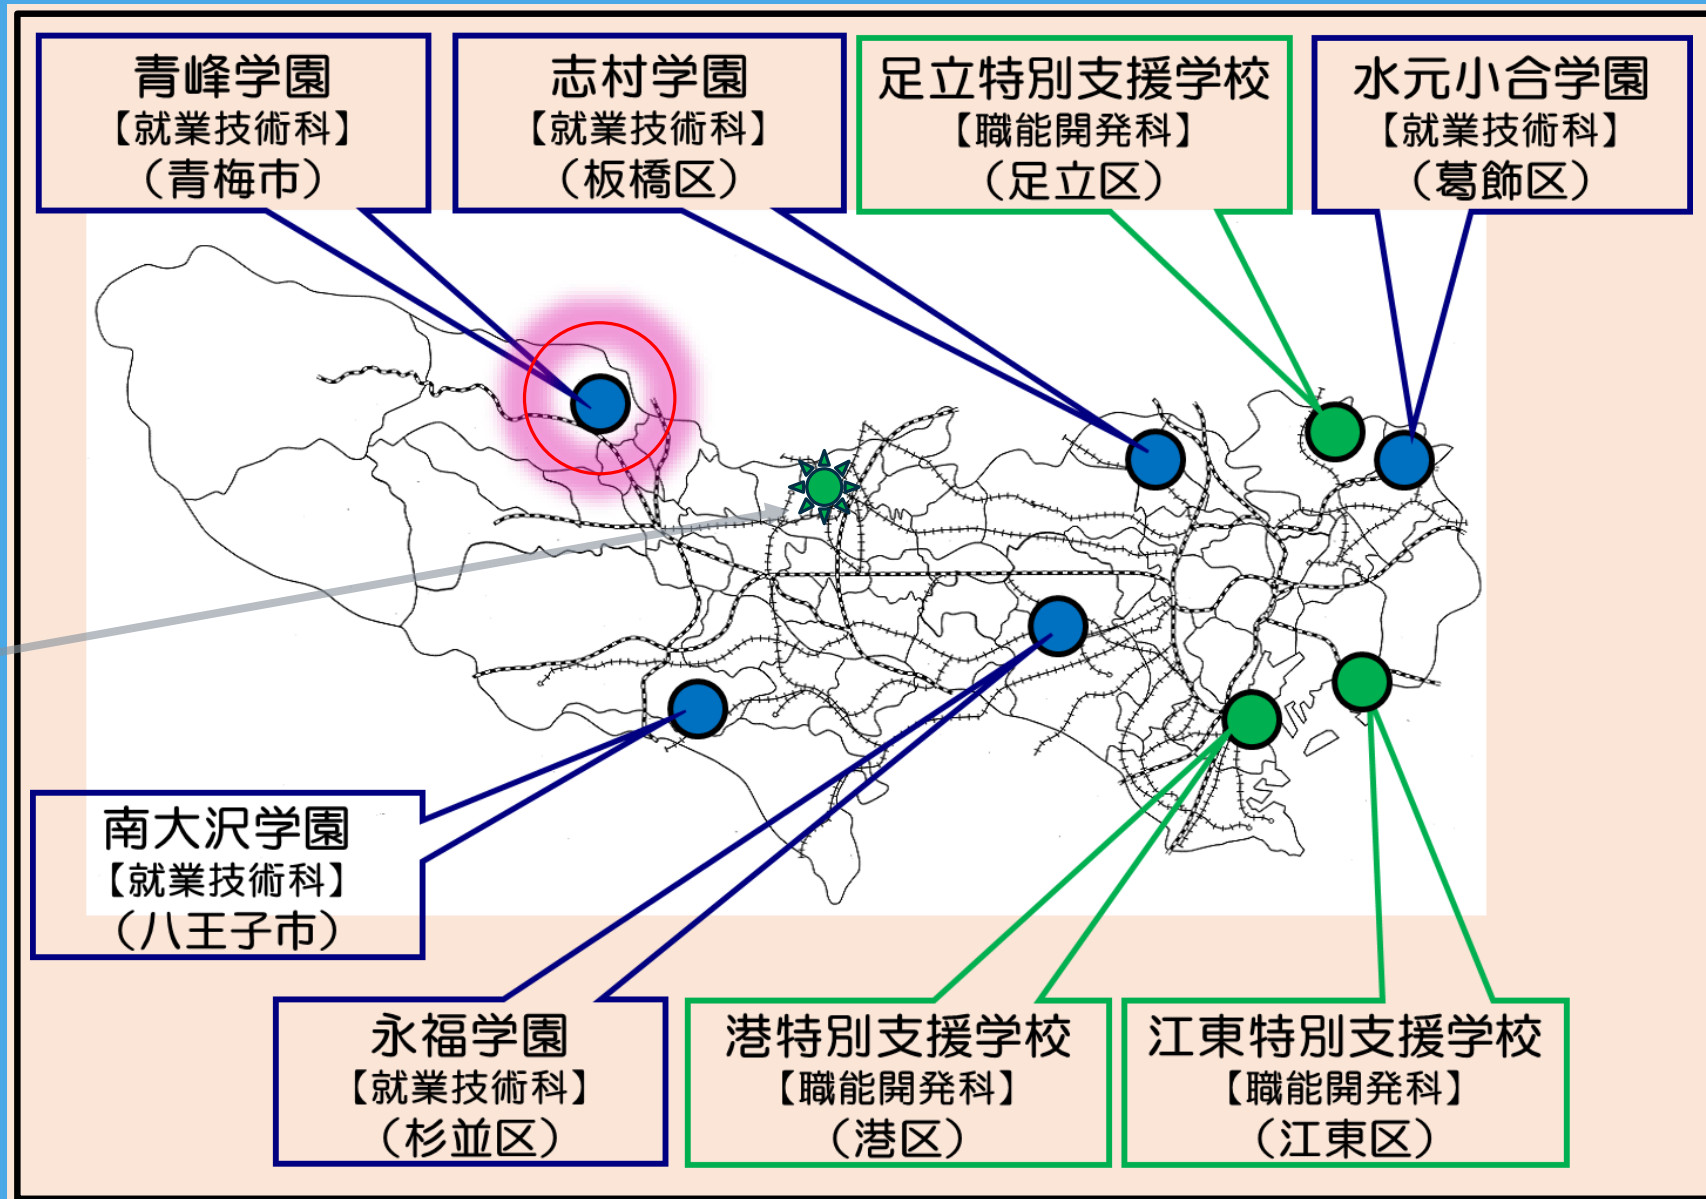 青峰学園
【就業技術科】
（青梅市）
志村学園
【就業技術科】
（板橋区）
足立特別支援学校
【職能開発科】
（足立区）
水元小合学園
【就業技術科】
（葛飾区）
南大沢学園
【就業技術科】
（八王子市）
永福学園
【就業技術科】
（杉並区）
港特別支援学校
【職能開発科】
（港区）
江東特別支援学校
【職能開発科】
（江東区）